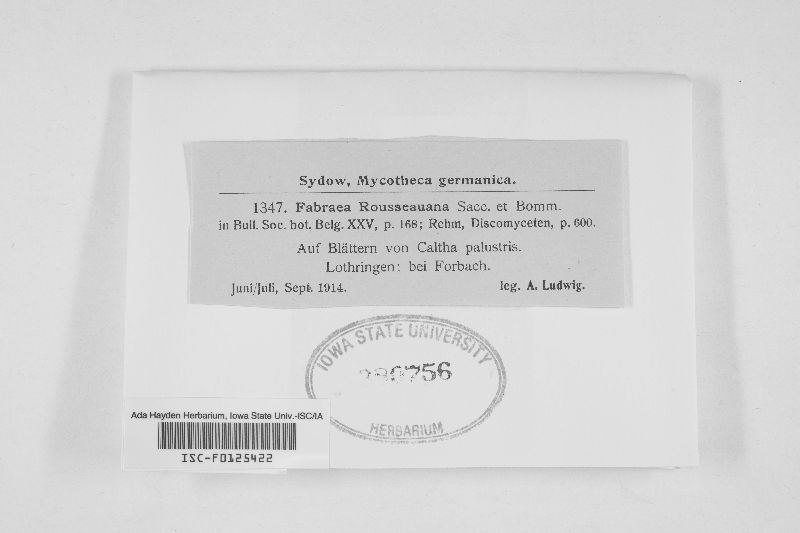 Sydow, Mycotheca germanica.
1347. Fabraea Rousseauana Sacc. et Bomm.
in Bull. Soc. bot. Belg. XXV, p. 168; Rehm, Discomyceten, p. 600.
Auf Blättern von Caltha palustris.
Lothringen: bei Forbach.
Juni/Juli, Sept. 1914. leg. A. Ludwig.
IOWA STATE UNIVERSITY
HERBARIUM
Ada Hayden Herbarium, Iowa State Univ.-ISC/IA
ISC-F0125422